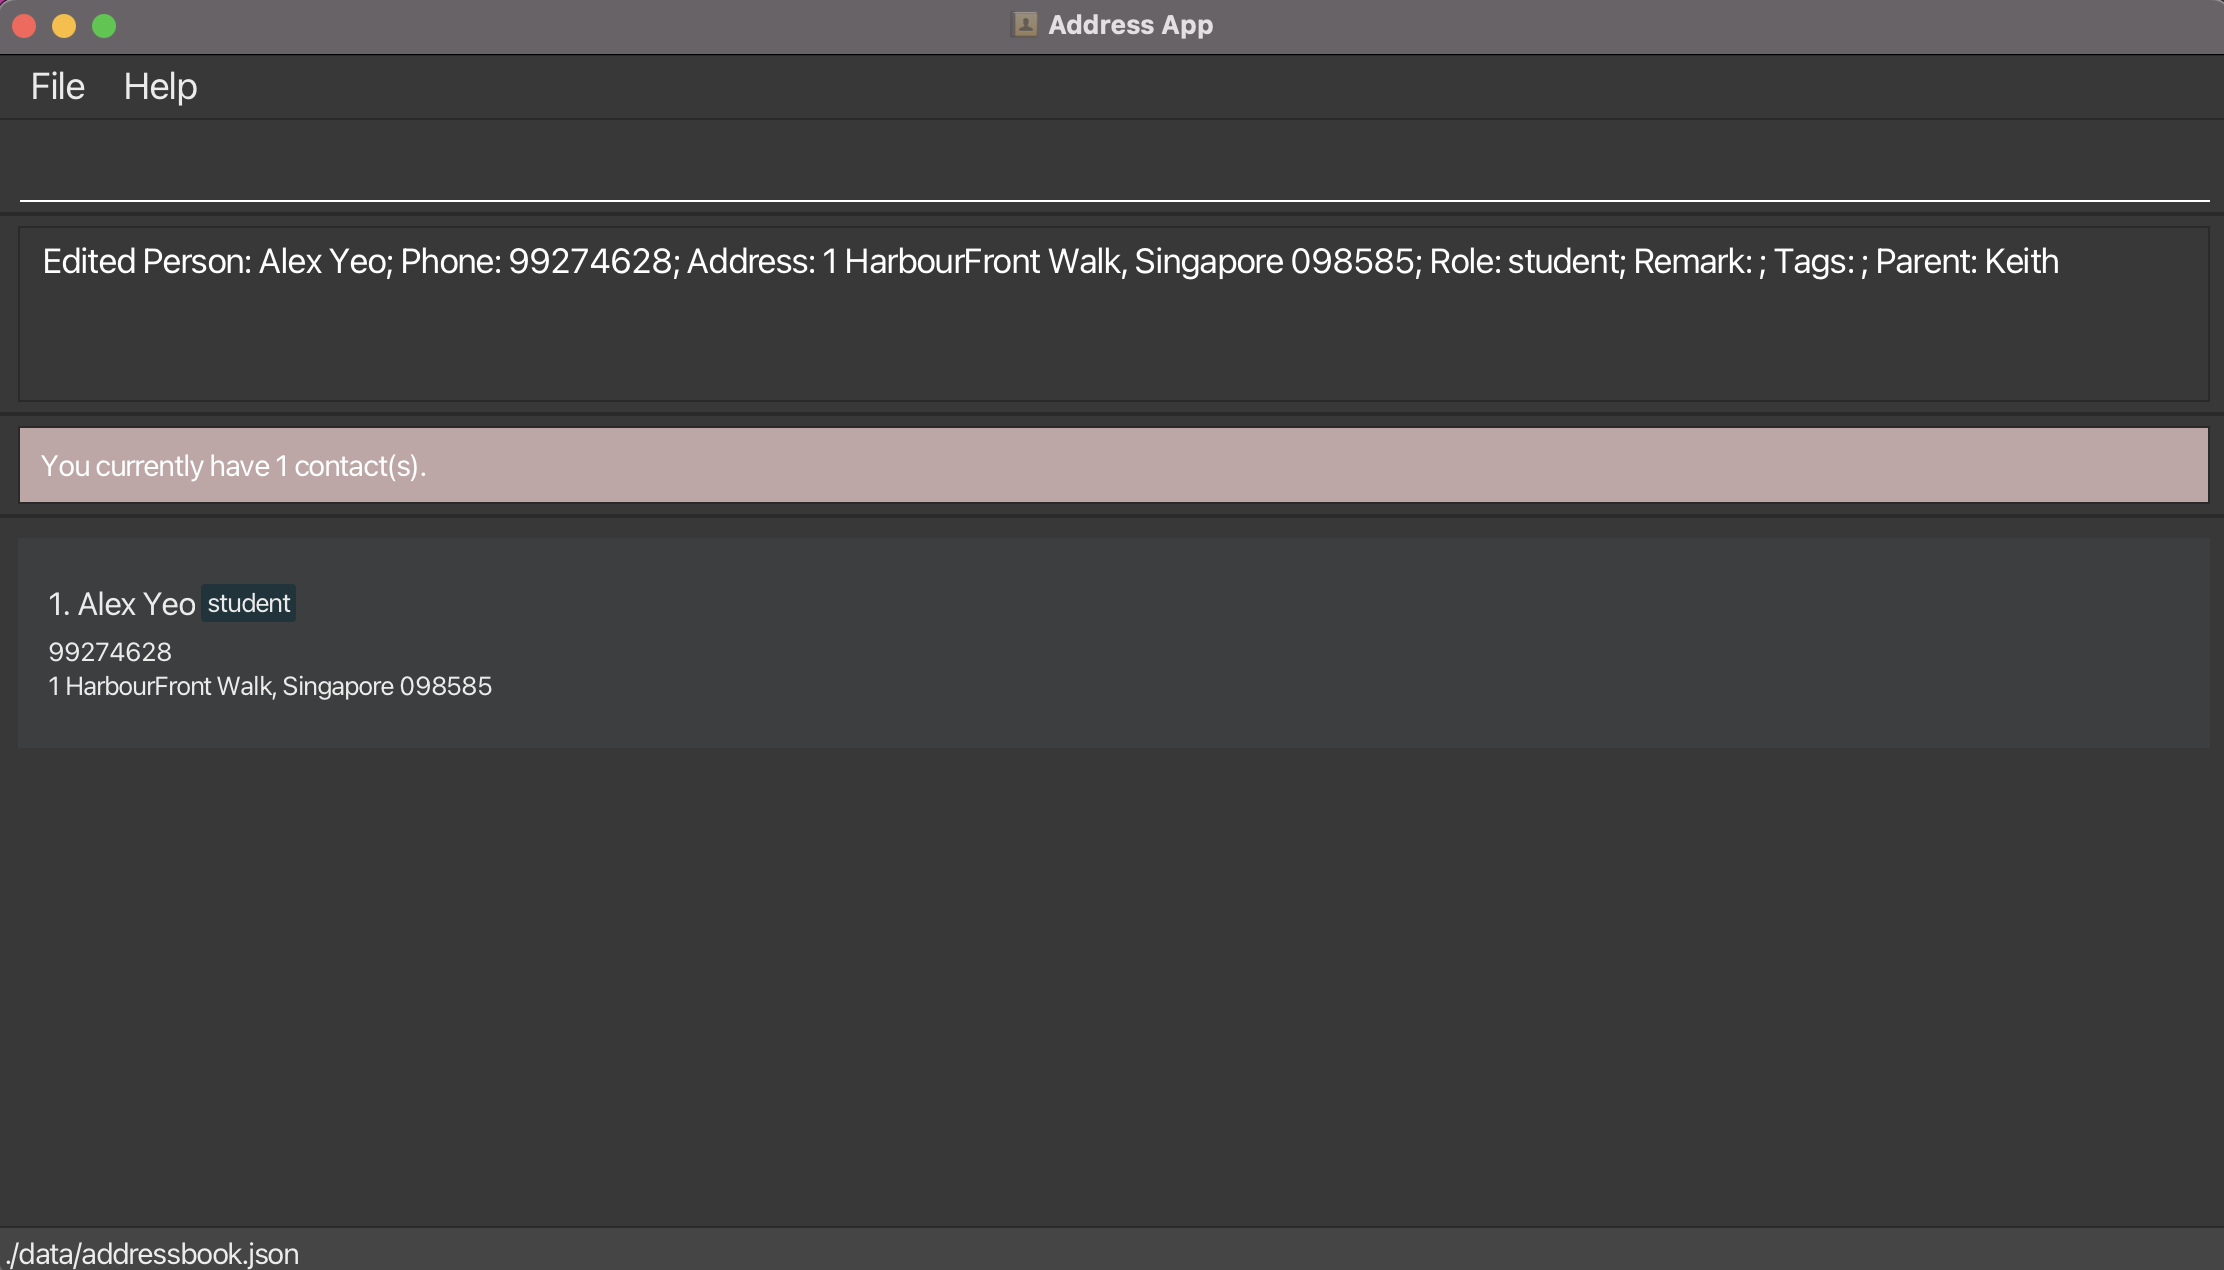 Address App
File Help
Edited Person: Alex Yeo; Phone: 99274628; Address: 1 HarbourFront Walk, Singapore 098585; Role: student; Remark: ; Tags: ; Parent: Keith
You currently have 1 contact(s).
1. Alex Yeo student
99274628
1 HarbourFront Walk, Singapore 098585
./data/addressbook.json